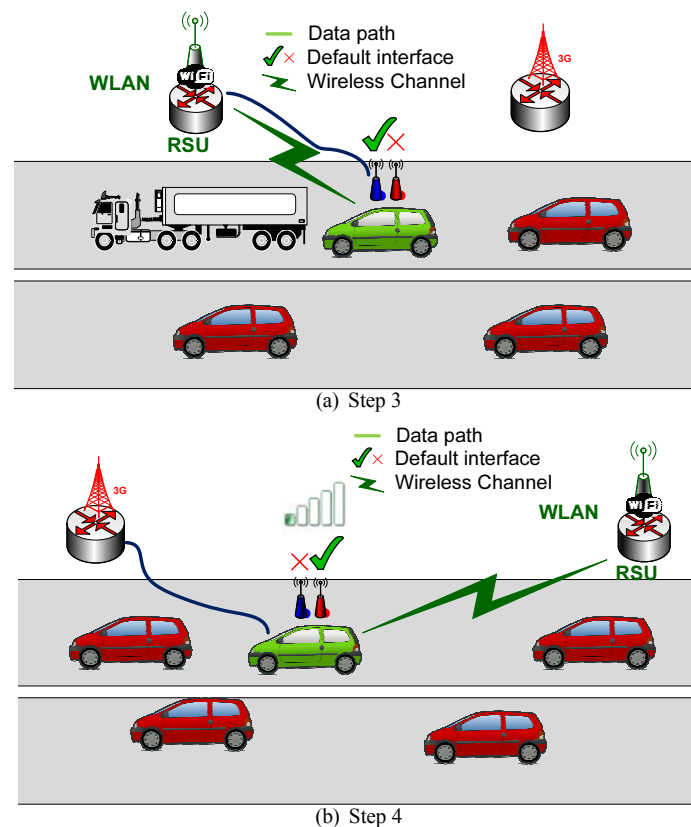 Data path
Default interface
Wireless Channel
3G
WiFi
WLAN
RSU
(a) Step 3
Data path
Default interface
Wireless Channel
3G
WLAN
WiFi
RSU
(b) Step 4